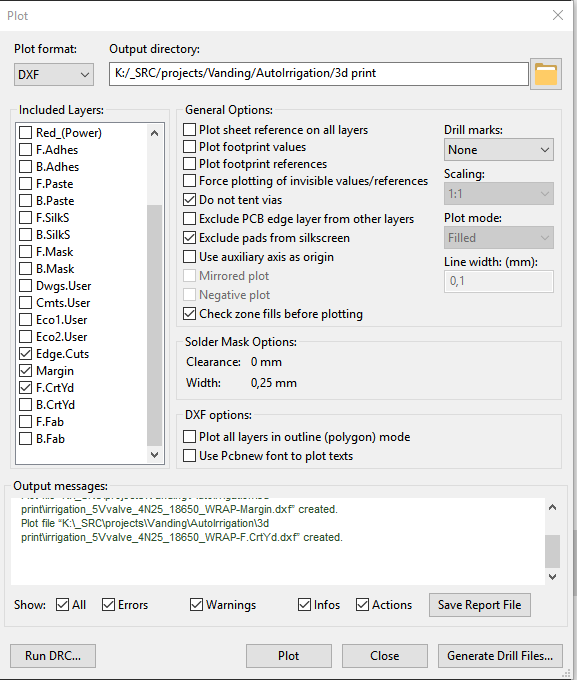 Plot
Plot format:
Output directory:
DXF
K:/_SRC/projects/Vanding/AutoIrrigation/3d print
Included Layers:
Red_(Power)
F.Adhes
B.Adhes
F.Paste
B.Paste
F.SilkS
B.SilkS
F.Mask
B.Mask
Dwgs.User
Cmts.User
Eco1.User
Eco2.User
Edge.Cuts
Margin
F.CrtYd
B.CrtYd
F.Fab
B.Fab
General Options:
Plot sheet reference on all layers
Plot footprint values
Plot footprint references
Force plotting of invisible values/references
Do not tent vias
Exclude PCB edge layer from other layers
Exclude pads from silkscreen
Use auxiliary axis as origin
Mirrored plot
Negative plot
Check zone fills before plotting
Drill marks:
None
Scaling:
1:1
Plot mode:
Filled
Line width: (mm):
0,1
Solder Mask Options:
Clearance: 0 mm
Width: 0,25 mm
DXF options:
Plot all layers in outline (polygon) mode
Use Pcbnew font to plot texts
Output messages:
print\irrigation_5Vvalve_4N25_18650_WRAP-Margin.dxf” created.
Plot file “K:\_SRC\projects\Vanding\AutoIrrigation\3d
print\irrigation_5Vvalve_4N25_18650_WRAP-F.CrtYd.dxf” created.
Show: All Errors Warnings Infos Actions Save Report File
Run DRC... Plot Close Generate Drill Files...